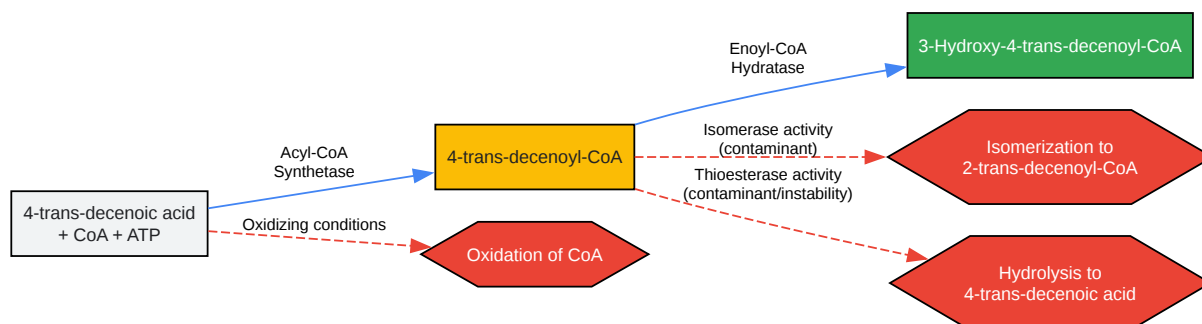 Enoyl-CoA
Hydratase
3-Hydroxy-4-trans-decenoyl-CoA
Acyl-CoA
Synthetase
4-trans-decenoyl-CoA
Isomerase activity
(contaminant)
Isomerization to
2-trans-decenoyl-CoA
Thioesterase activity
(contaminant/instability)
4-trans-decenoic acid
+ CoA + ATP
Oxidizing conditions
Oxidation of CoA
Hydrolysis to
4-trans-decenoic acid